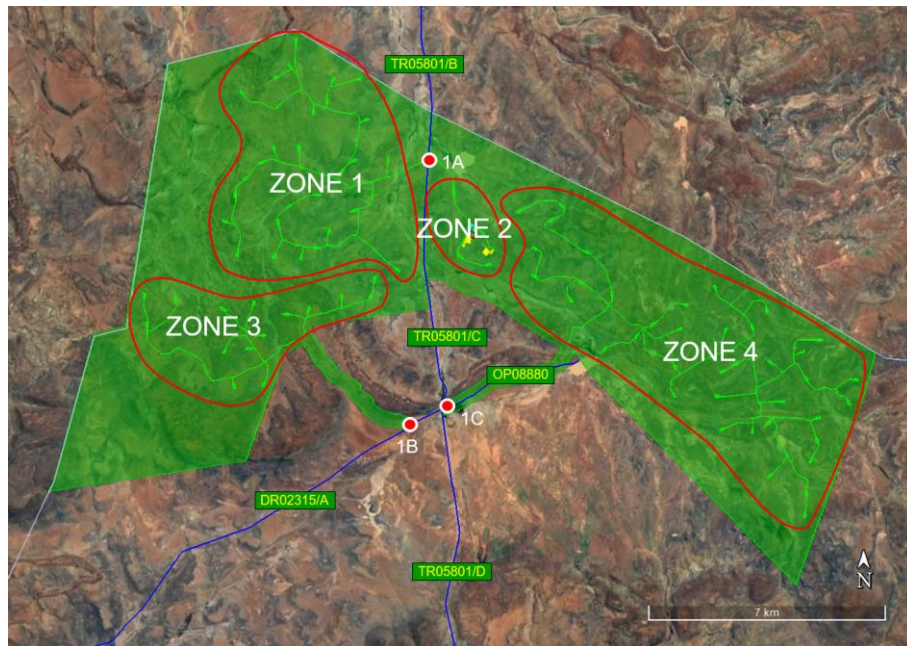 TR05801/B
1A
ZONE 1
ZONE 2
ZONE 3
TR05801/C
ZONE 4
OP08880
1C
1B
DR02315/A
TR05801/D
N
7 km